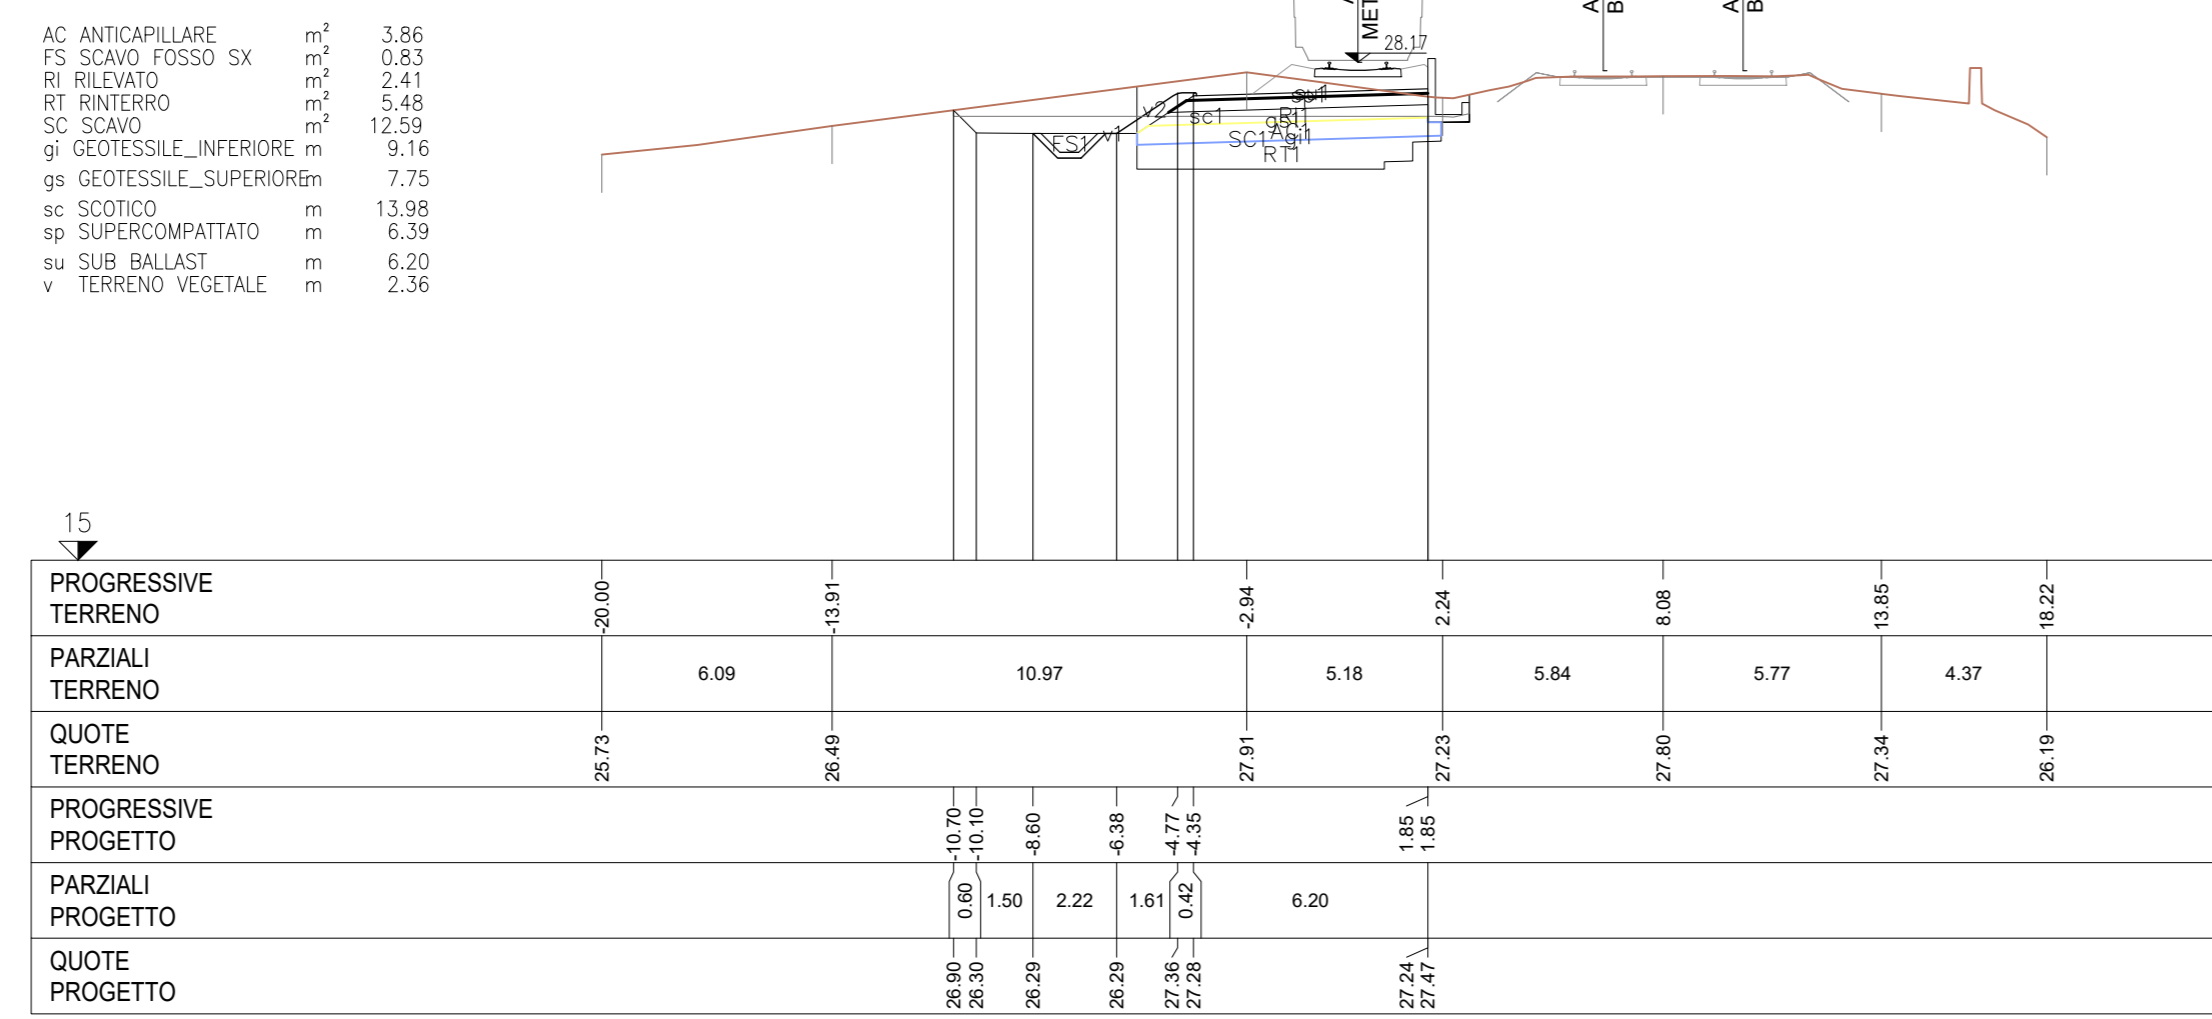 AC ANTICAPILLARE m² 3.86
FS SCAVO FOSSO SX m² 0.83
RI RILEVATO m² 2.41
RT RINTERRO m² 5.48
SC SCAVO m² 12.59
gi GEOTESSILE_INFERIORE m 9.16
gs GEOTESSILE_SUPERIORE m 7.75
sc SCOTICO m 13.98
sp SUPERCOMPATTATO m 6.39
su SUB BALLAST m 6.20
v TERRENO VEGETALE m 2.36
MET
28.17
A
B
A
B
v2
sc1
RI1
SC1
gi1
RT1
FS1
v1
15
PROGRESSIVE
TERRENO
-20.00 -13.91 -2.94 2.24 8.08 13.85 18.22
PARZIALI
TERRENO
6.09 10.97 5.18 5.84 5.77 4.37
QUOTE
TERRENO
25.73 26.49 27.91 27.23 27.80 27.34 26.19
PROGRESSIVE
PROGETTO
-10.70 -10.10 -8.60 -6.38 -4.77 -4.35 1.85 1.85
PARZIALI
PROGETTO
0.60 1.50 2.22 1.61 0.42 6.20
QUOTE
PROGETTO
26.90 26.30 26.29 26.29 27.36 27.28 27.24 27.47